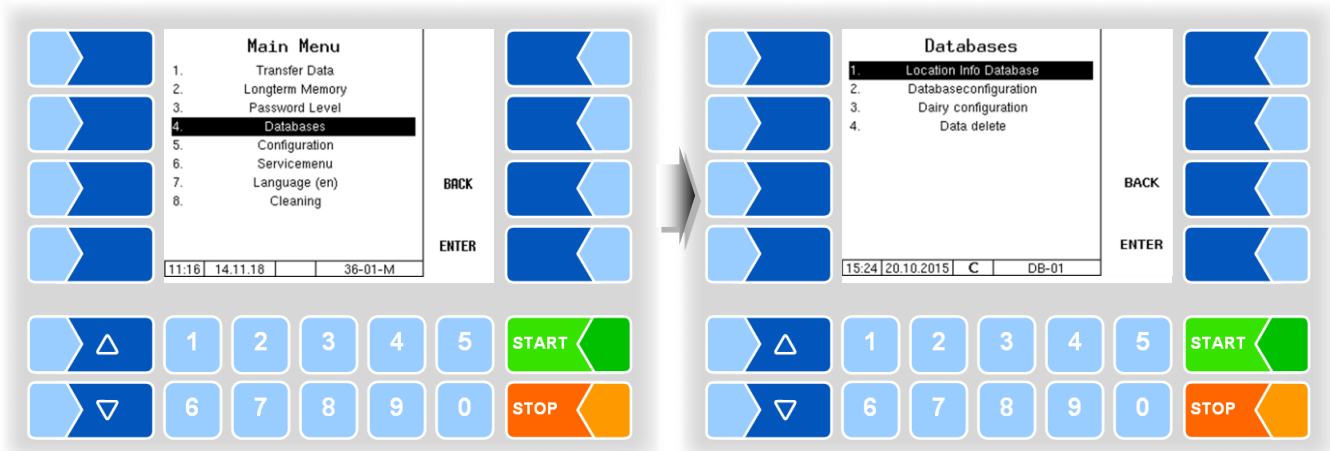 Main Menu
1. Transfer Data
2. Longterm Memory
3. Password Level
4. Databases
5. Configuration
6. Servicemenu
7. Language (en)
8. Cleaning
BACK
ENTER
11:16 14.11.18 36-01-M
1 2 3 4 5 START
6 7 8 9 0 STOP
Databases
1. Location Info Database
2. Databaseconfiguration
3. Dairy configuration
4. Data delete
BACK
ENTER
15:24 20.10.2015 C DB-01
1 2 3 4 5 START
6 7 8 9 0 STOP